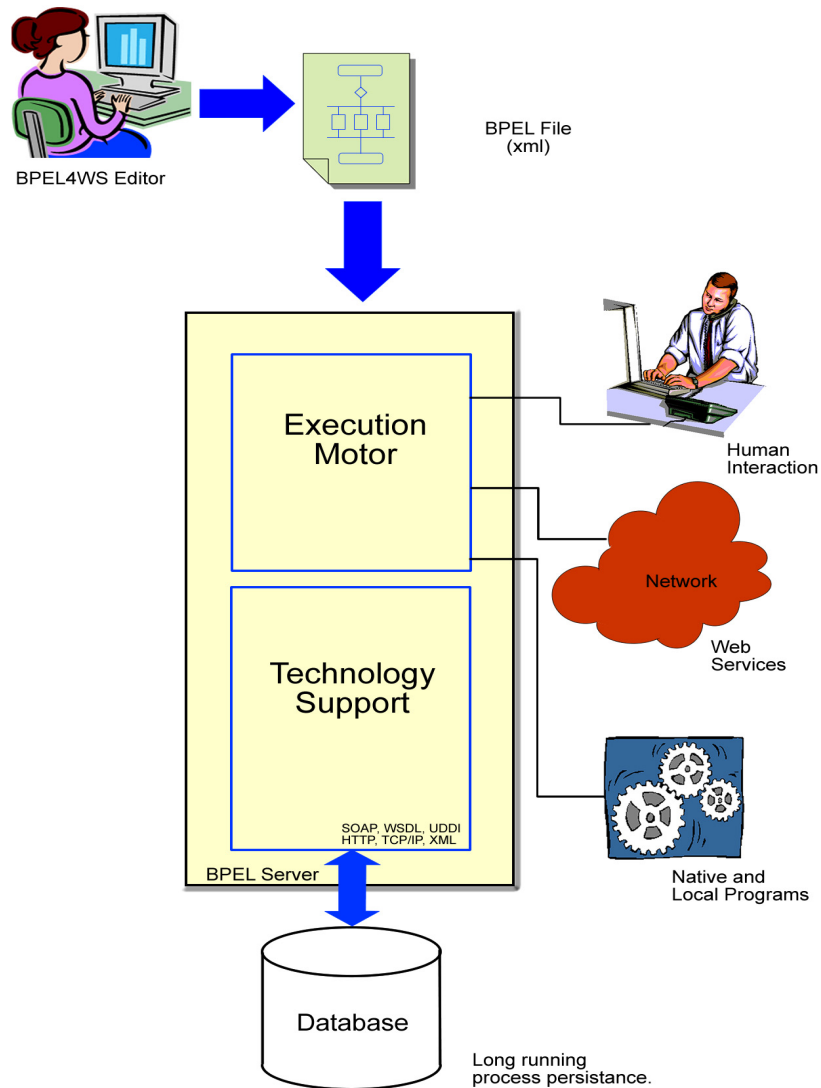 BPEL4WS Editor
BPEL File
(xml)
Execution
Motor
Human
Interaction
Network
Web
Services
Technology
Support
SOAP, WSDL, UDDI
HTTP, TCP/IP, XML
BPEL Server
Native and
Local Programs
Database
Long running
process persistance.